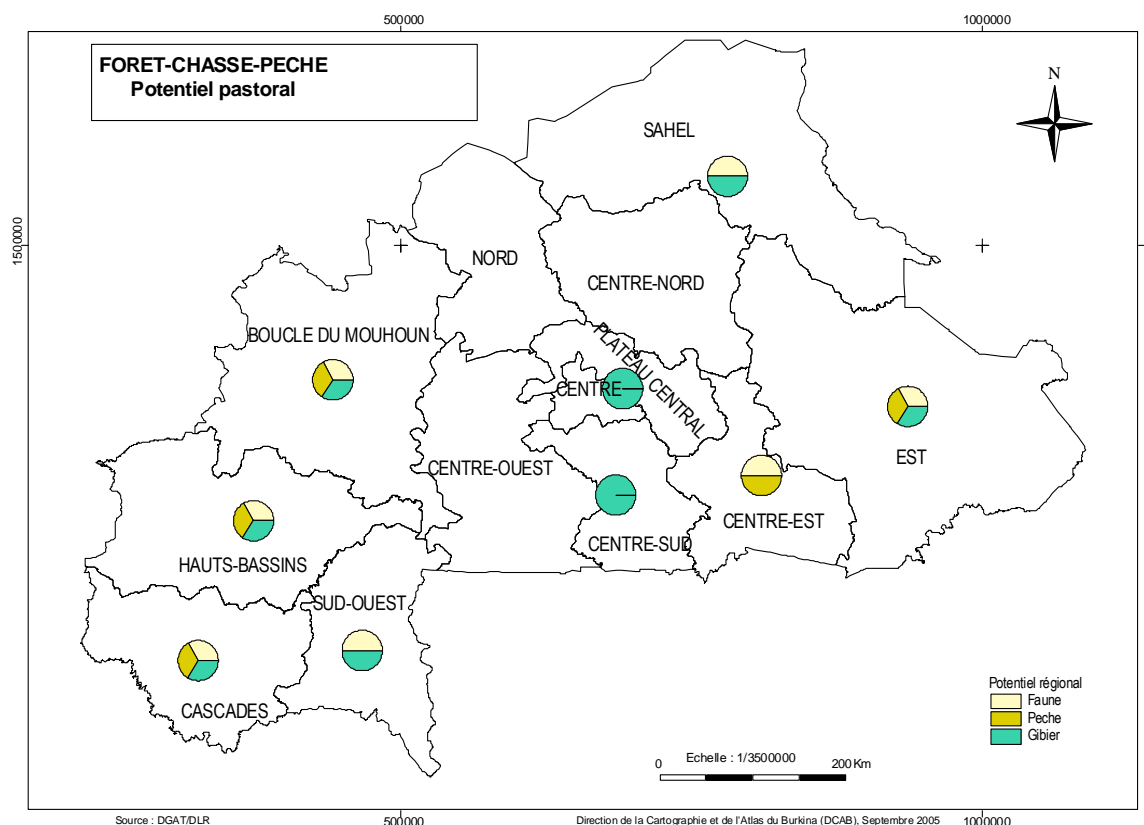 500000
1000000
FORET-CHASSE-PECHE
Potentiel pastoral
N
SAHEL
1500000
1500000
NORD
CENTRE-NORD
BOUCLE DU MOUHOUN
PLATEAU CENTRAL
CENTRE
CENTRE-OUEST
EST
CENTRE-EST
CENTRE-SUD
HAUTS-BASSINS
SUD-OUEST
CASCADES
Potentiel régional
Faune
Peche
Gibier
Echelle : 1/3500000
0
200 Km
Source : DGAT/DLR
500000
Direction de la Cartographie et de l'Atlas du Burkina (DCAB), Septembre 2005
1000000